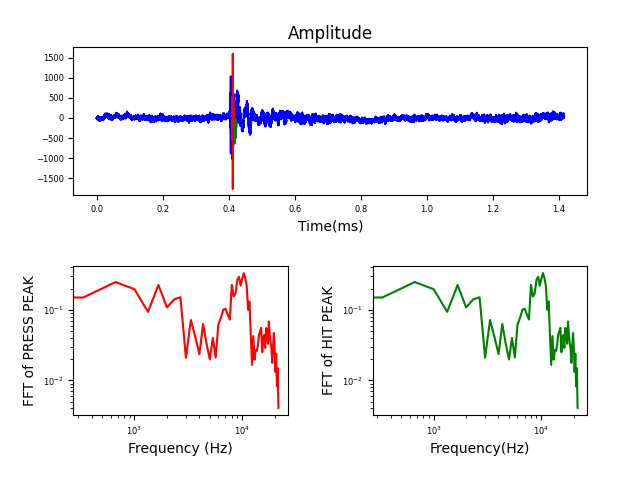 Amplitude
1500
1000
500
0
−500
−1000
−1500
0.0 0.2 0.4 0.6 0.8 1.0 1.2 1.4
Time(ms)
FFT of PRESS PEAK
10⁻¹
10⁻²
10³ 10⁴
Frequency (Hz)
FFT of HIT PEAK
10⁻¹
10⁻²
10³ 10⁴
Frequency(Hz)